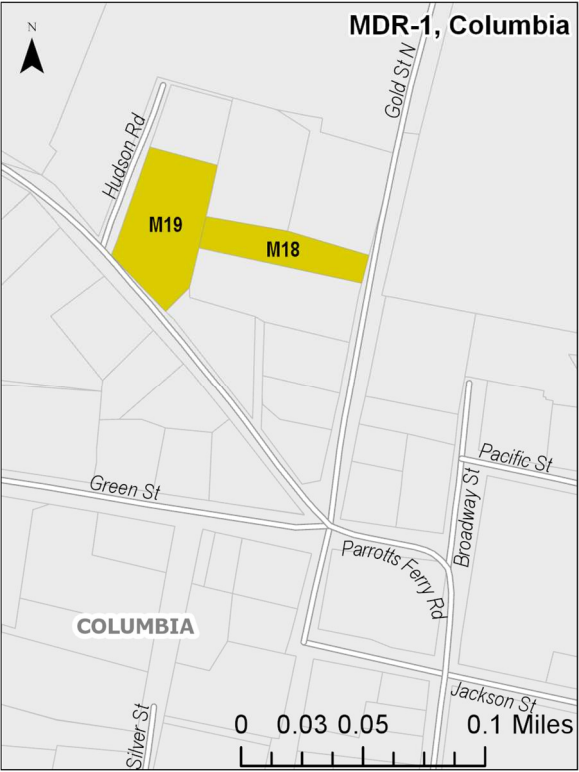 MDR-1, Columbia
N
Gold St N
Hudson Rd
M19
M18
Pacific St
Green St
Broadway St
Parrotts Ferry Rd
COLUMBIA
Jackson St
Silver St
0 0.03 0.05 0.1 Miles